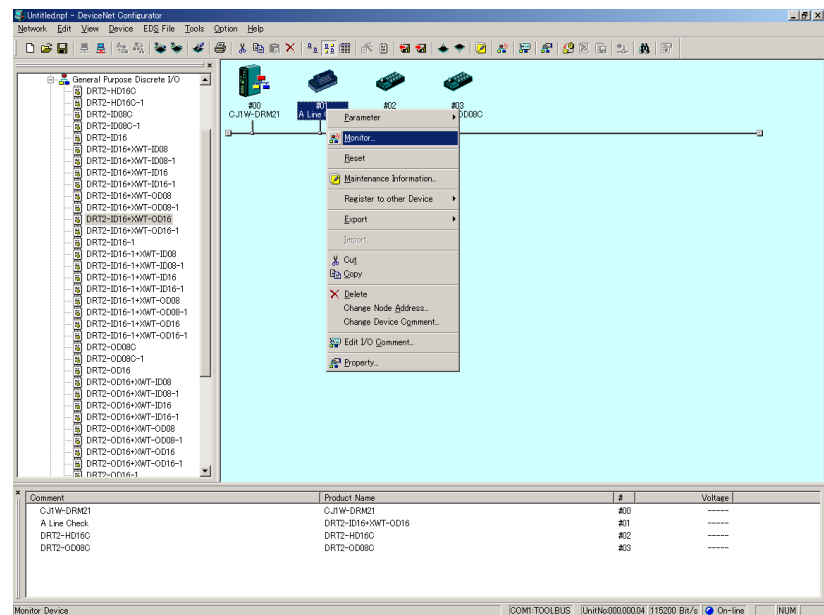 Untitled.npf - DeviceNet Configurator
Network Edit View Device EDS File Tools Option Help
General Purpose Discrete I/O
DRT2-HD16C
DRT2-HD16C-1
DRT2-ID08C
DRT2-ID08C-1
DRT2-ID16
DRT2-ID16+XWT-ID08
DRT2-ID16+XWT-ID08-1
DRT2-ID16+XWT-ID16
DRT2-ID16+XWT-ID16-1
DRT2-ID16+XWT-OD08
DRT2-ID16+XWT-OD08-1
DRT2-ID16+XWT-OD16
DRT2-ID16+XWT-OD16-1
DRT2-ID16-1
DRT2-ID16-1+XWT-ID08
DRT2-ID16-1+XWT-ID08-1
DRT2-ID16-1+XWT-ID16
DRT2-ID16-1+XWT-ID16-1
DRT2-ID16-1+XWT-OD08
DRT2-ID16-1+XWT-OD08-1
DRT2-ID16-1+XWT-OD16
DRT2-ID16-1+XWT-OD16-1
DRT2-OD08C
DRT2-OD08C-1
DRT2-OD16
DRT2-OD16+XWT-ID08
DRT2-OD16+XWT-ID08-1
DRT2-OD16+XWT-ID16
DRT2-OD16+XWT-ID16-1
DRT2-OD16+XWT-OD08
DRT2-OD16+XWT-OD08-1
DRT2-OD16+XWT-OD16
DRT2-OD16+XWT-OD16-1
DRT2-OD16-1
#00 #01 #02 #03
CJ1W-DRM21 A Line OD08C
Parameter
Monitor...
Reset
Maintenance Information...
Register to other Device
Export
Import...
Cut
Copy
Delete
Change Node Address...
Change Device Comment...
Edit I/O Comment...
Property...
Comment Product Name # Voltage
CJ1W-DRM21 CJ1W-DRM21 #00 -----
A Line Check DRT2-ID16+XWT-OD16 #01 -----
DRT2-HD16C DRT2-HD16C #02 -----
DRT2-OD08C DRT2-OD08C #03 -----
Monitor Device COM1:TOOLBUS UnitNo:000.000.04 115200 Bit/s On-line NUM